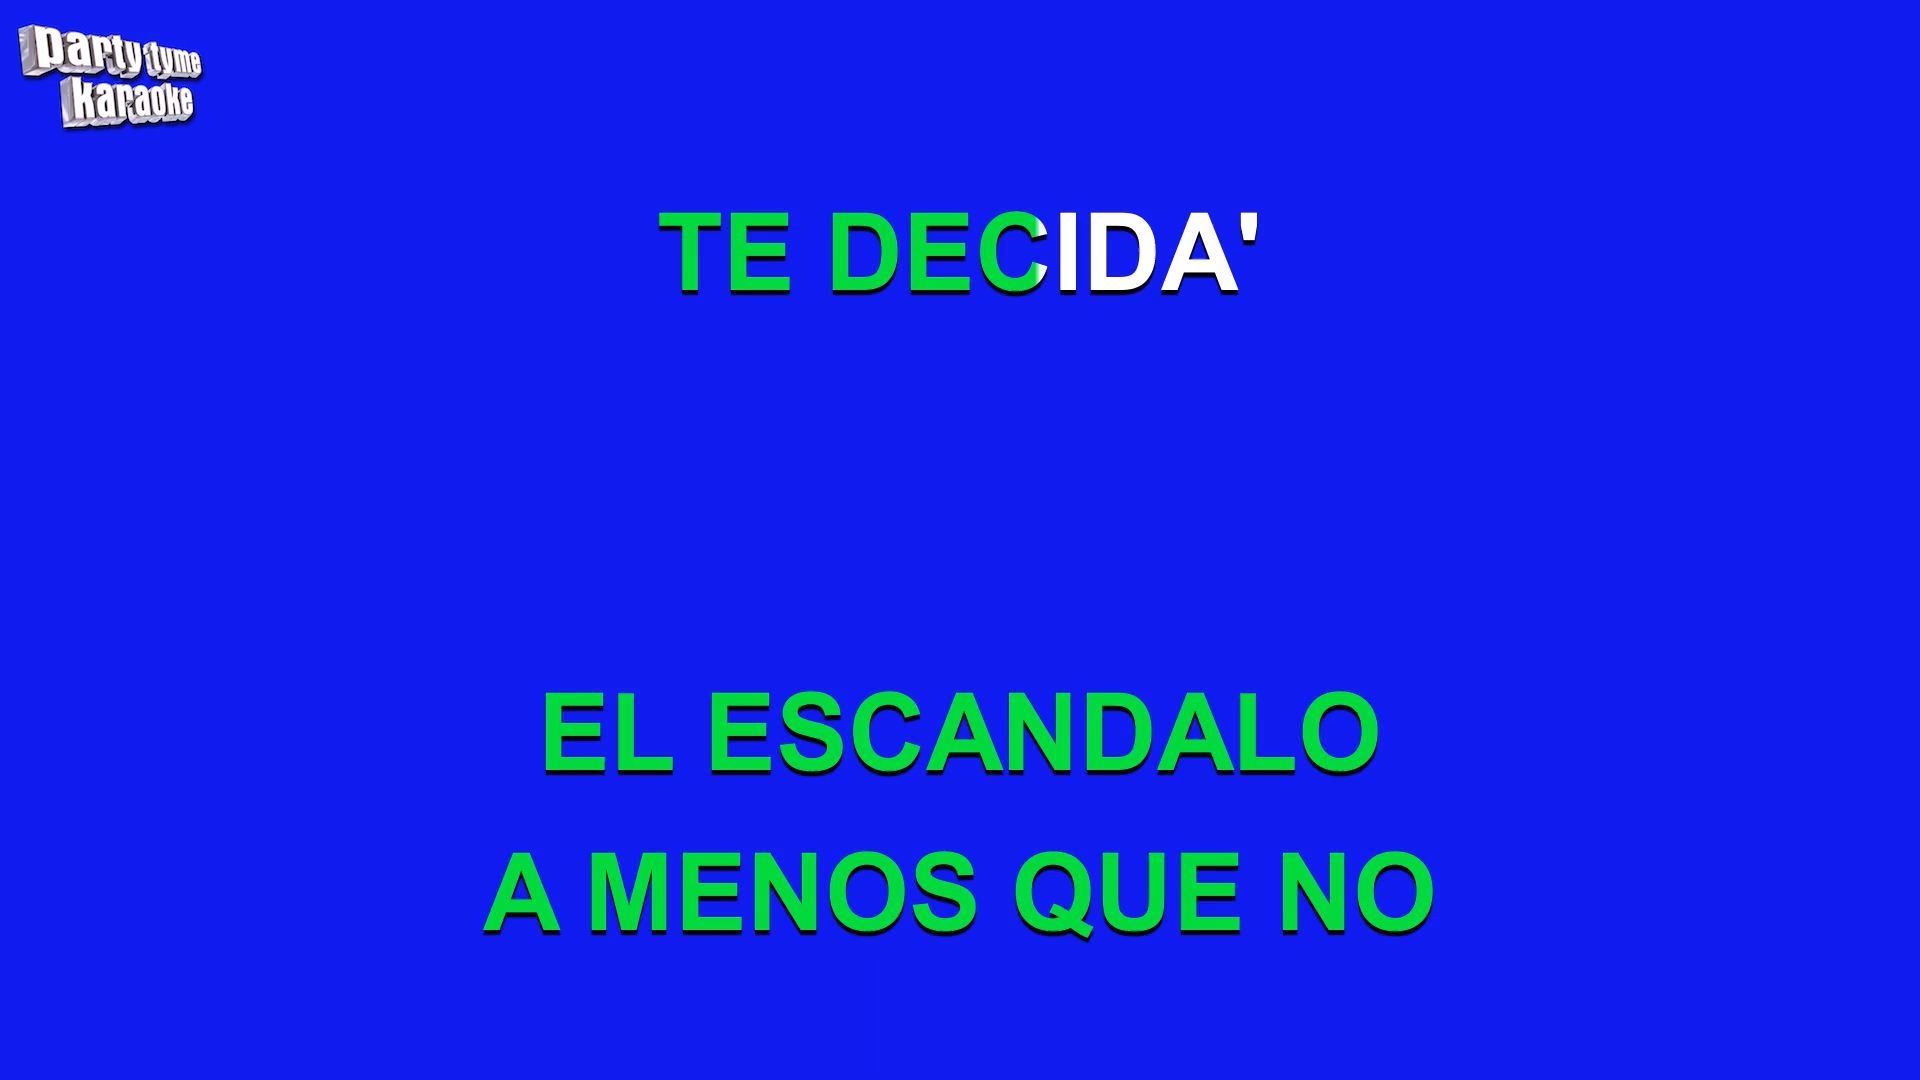 party tyme
karaoke
TE DECIDA'
EL ESCANDALO
A MENOS QUE NO